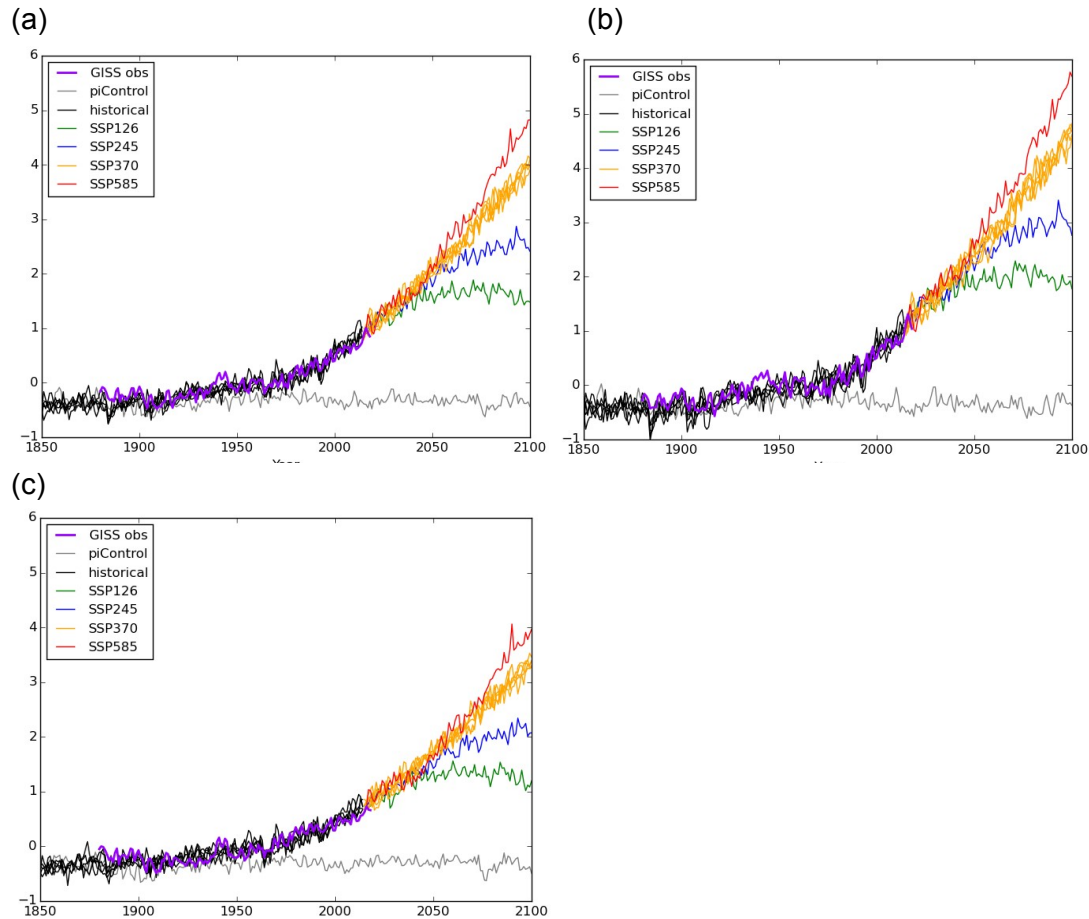 (a)
6
5
4
3
2
1
0
−1
GISS obs
piControl
historical
SSP126
SSP245
SSP370
SSP585
1850 1900 1950 2000 2050 2100
(b)
6
5
4
3
2
1
0
−1
GISS obs
piControl
historical
SSP126
SSP245
SSP370
SSP585
1850 1900 1950 2000 2050 2100
(c)
6
5
4
3
2
1
0
−1
GISS obs
piControl
historical
SSP126
SSP245
SSP370
SSP585
1850 1900 1950 2000 2050 2100